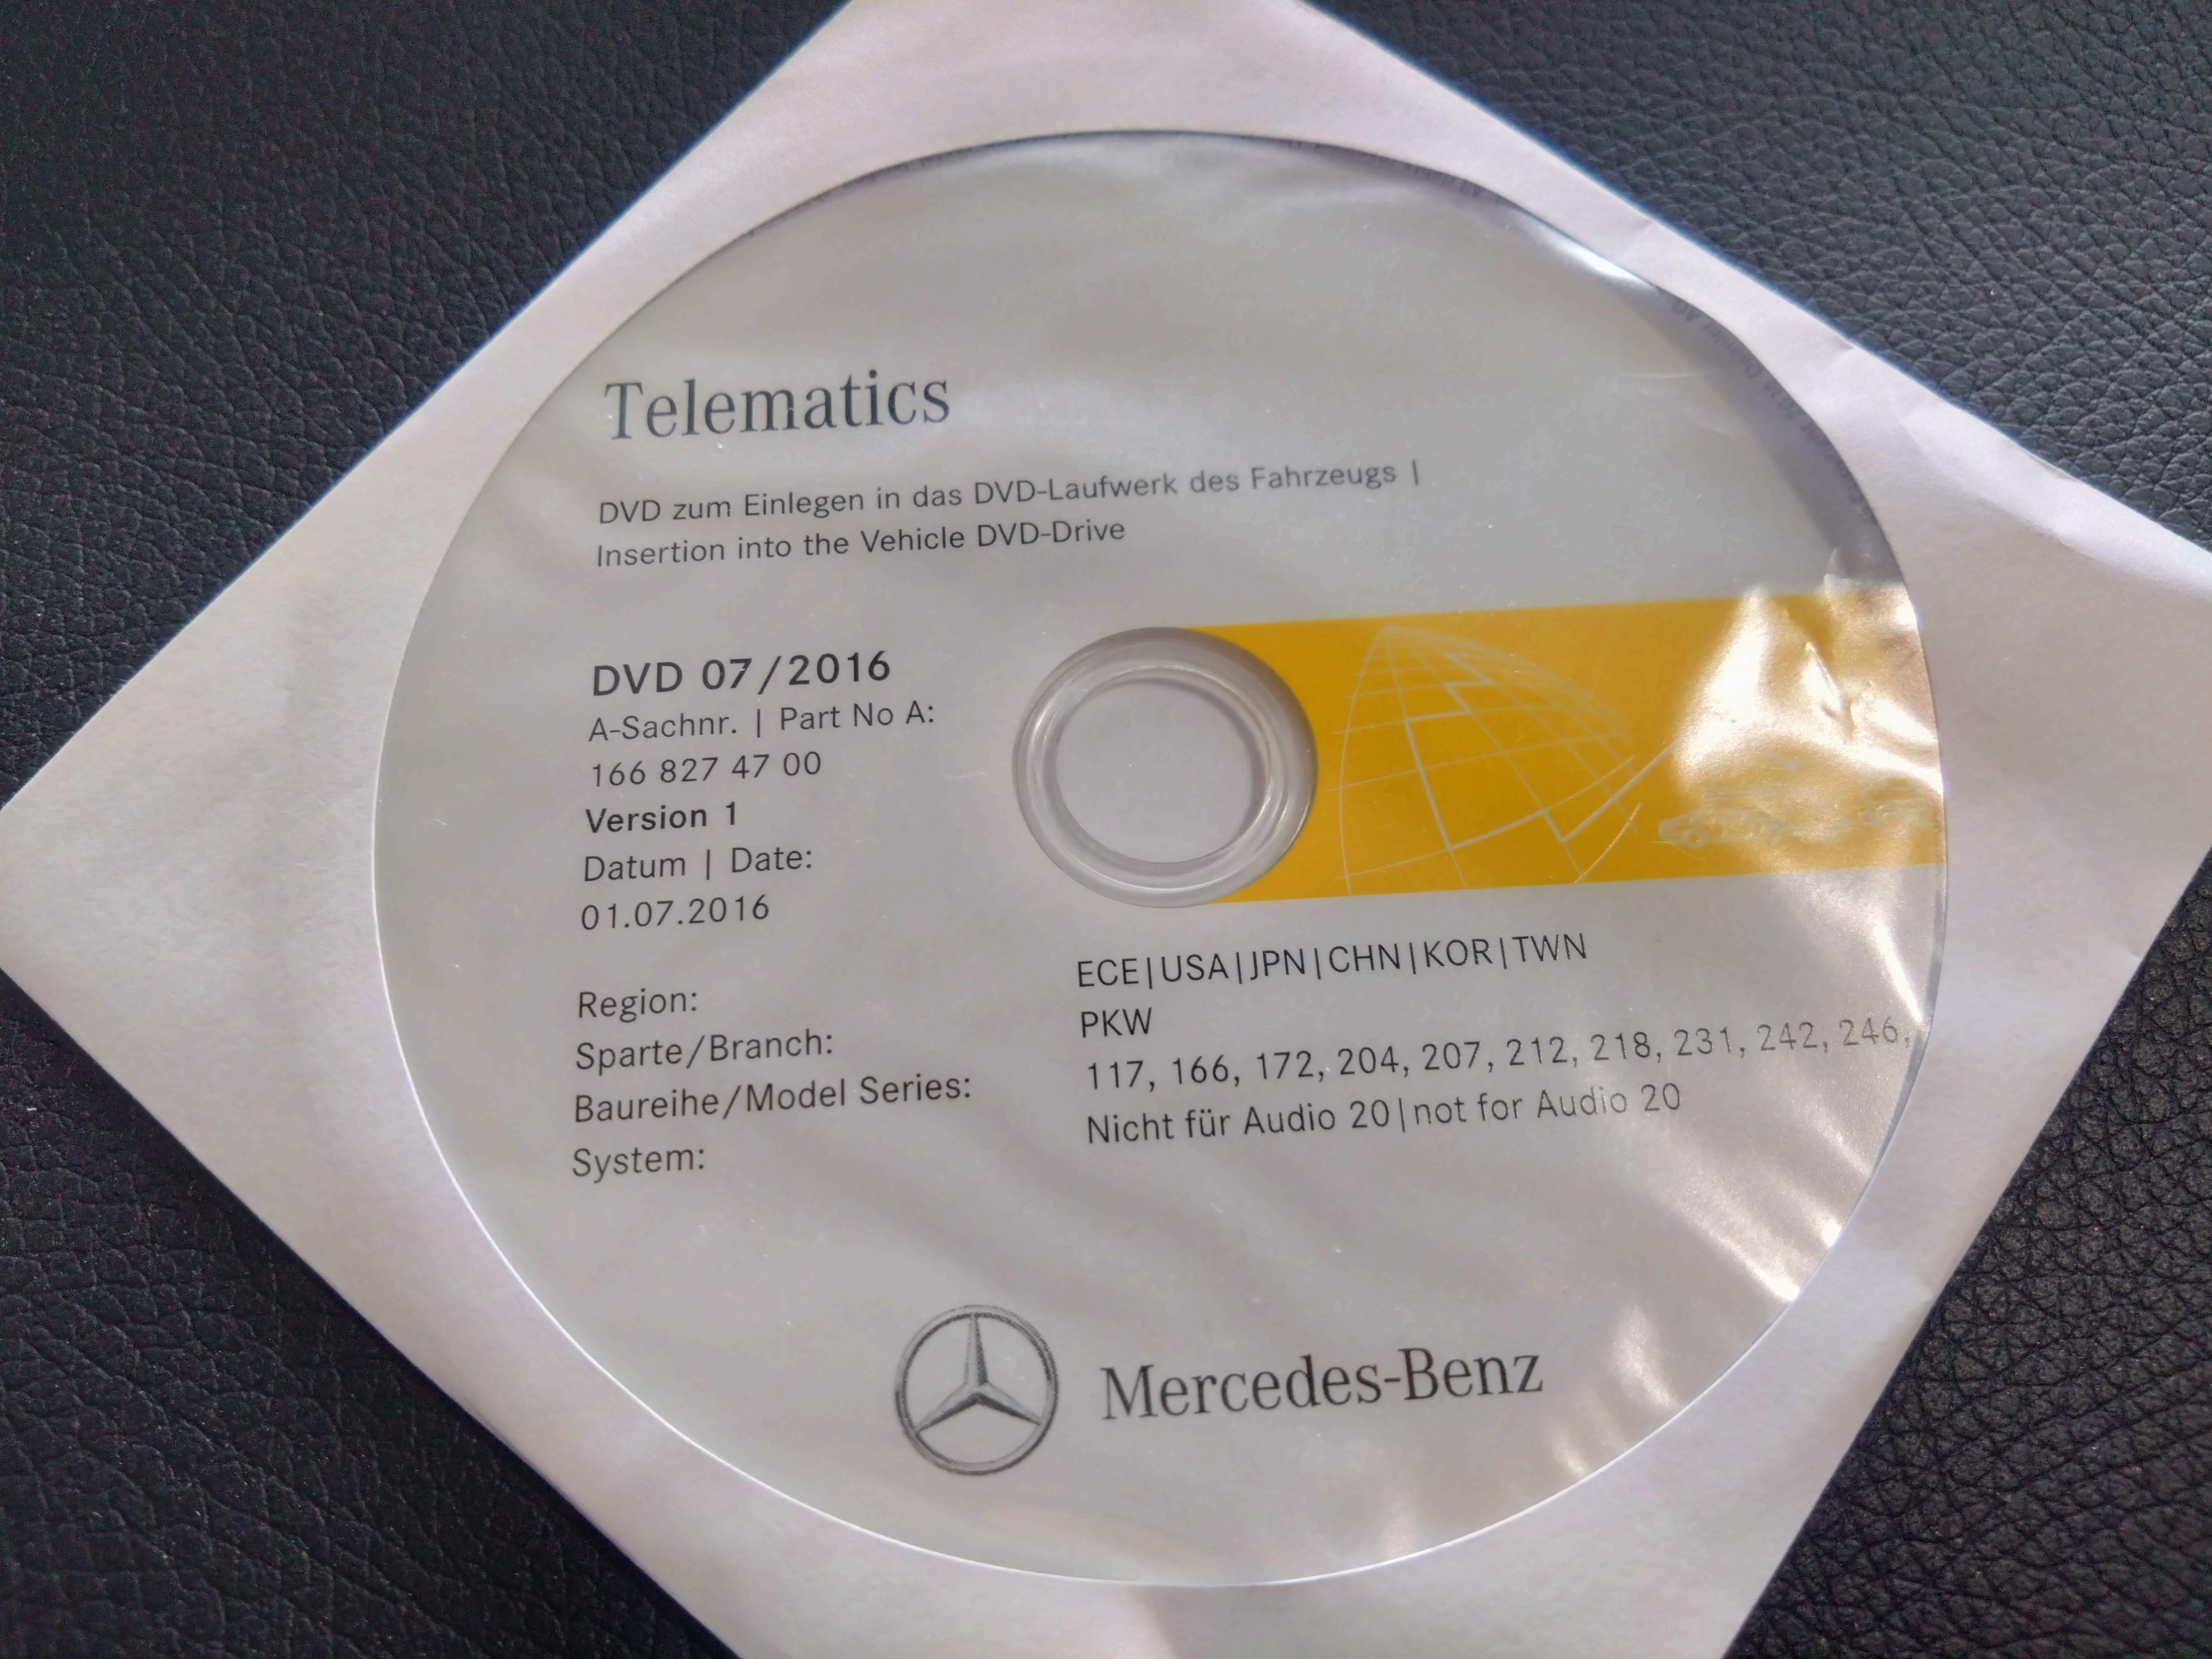 Telematics
DVD zum Einlegen in das DVD-Laufwerk des Fahrzeugs |
Insertion into the Vehicle DVD-Drive
DVD 07/2016
A-Sachnr. | Part No A:
166 827 47 00
Version 1
Datum | Date:
01.07.2016
Region: ECE|USA|JPN|CHN|KOR|TWN
Sparte/Branch: PKW
Baureihe/Model Series: 117, 166, 172, 204, 207, 212, 218, 231, 242, 246,
System: Nicht für Audio 20|not for Audio 20
Mercedes-Benz